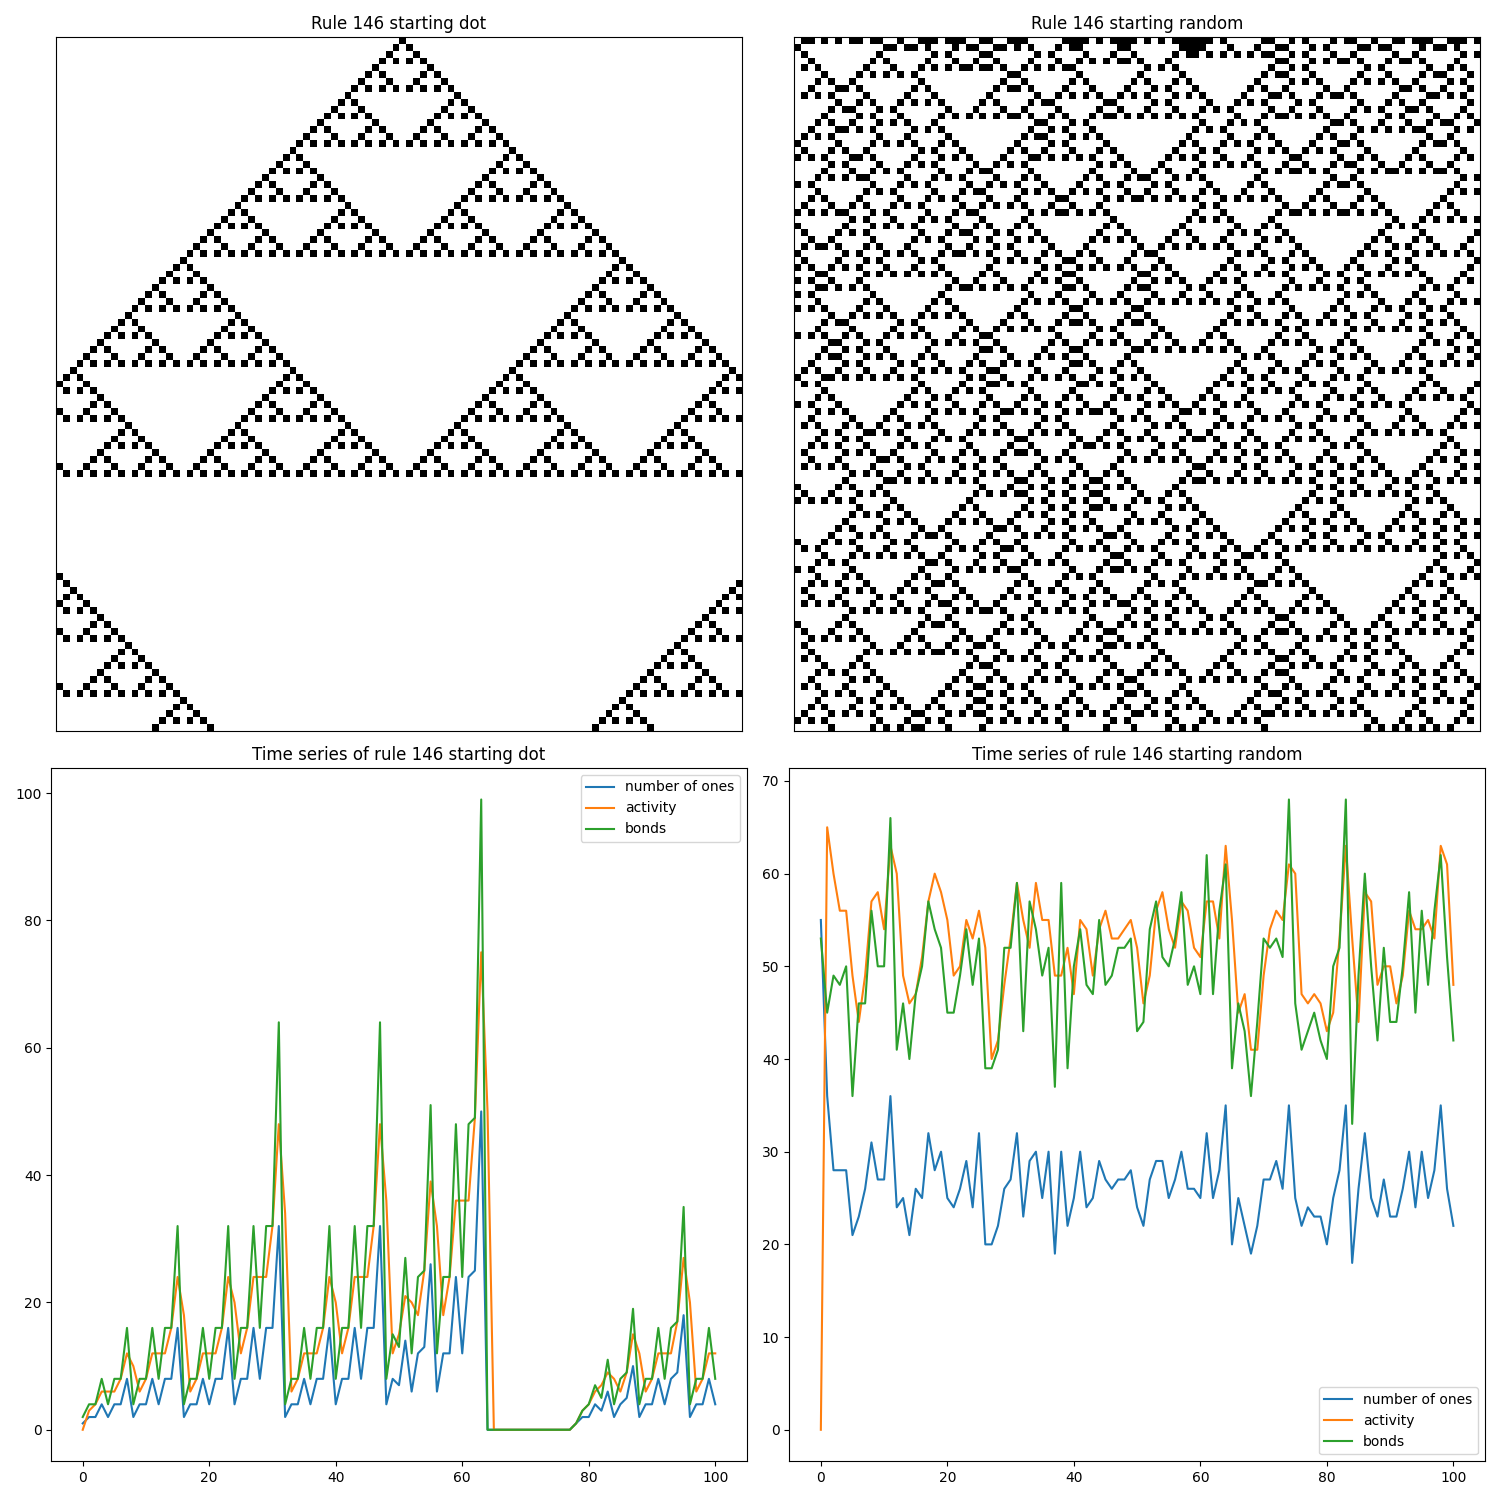 Rule 146 starting dot
Rule 146 starting random
Time series of rule 146 starting dot
100
80
60
40
20
0
number of ones
activity
bonds
0 20 40 60 80 100
Time series of rule 146 starting random
70
60
50
40
30
20
10
0
number of ones
activity
bonds
0 20 40 60 80 100